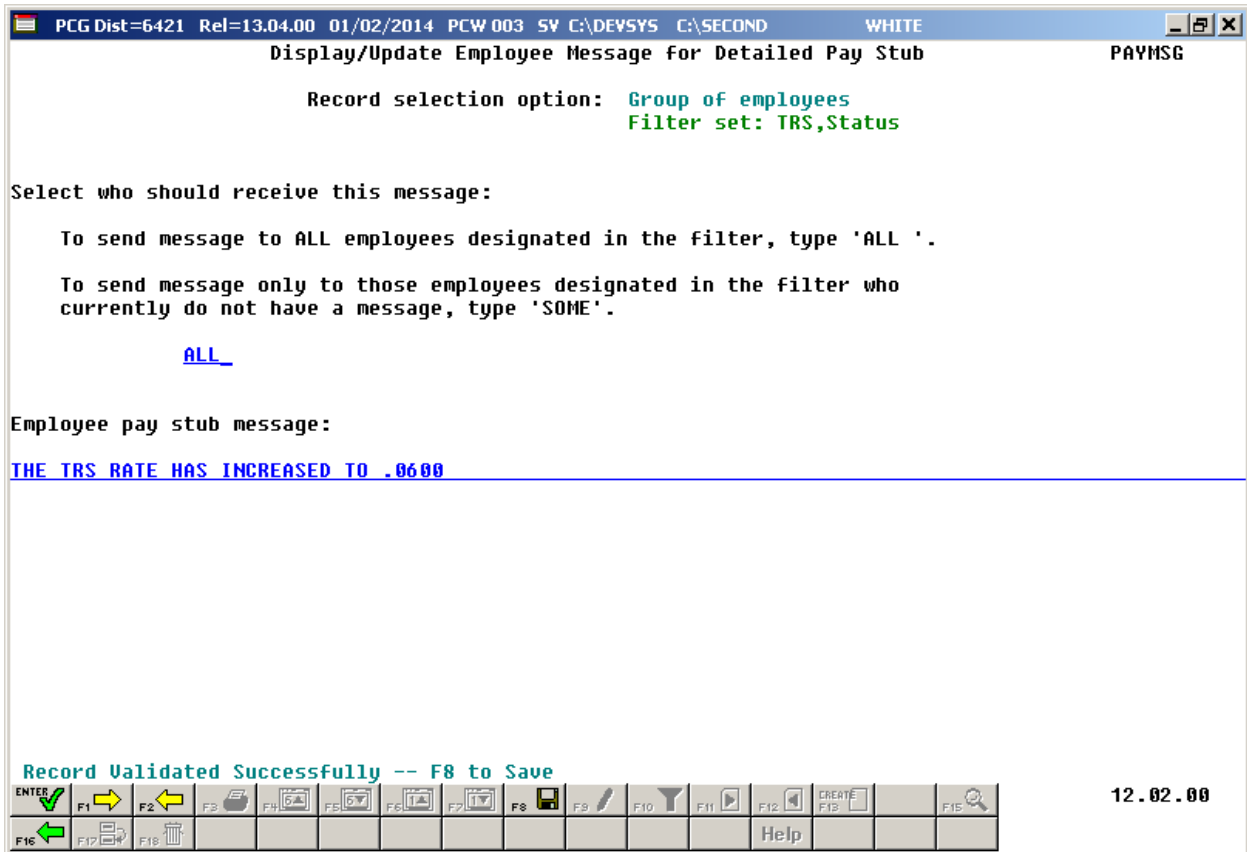 PCG Dist=6421 Rel=13.04.00 01/02/2014 PCW 003 SV C:\DEVSYS C:\SECOND WHITE
Display/Update Employee Message for Detailed Pay Stub PAYMSG
Record selection option: Group of employees
Filter set: TRS,Status
Select who should receive this message:
To send message to ALL employees designated in the filter, type 'ALL '.
To send message only to those employees designated in the filter who
currently do not have a message, type 'SOME'.
ALL_
Employee pay stub message:
THE TRS RATE HAS INCREASED TO .0600
Record Validated Successfully -- F8 to Save
ENTER F1 F2 F3 F4 F5 F6 F7 F8 F9 F10 F11 F12 CREATE F13 F15 12.02.00
F16 F17 F18 Help